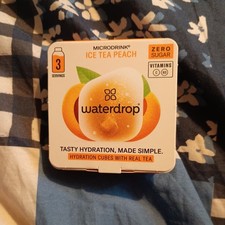 MICRODRINK®
ICE TEA PEACH
ZERO
SUGAR
VITAMINS
3
SERVINGS
waterdrop®
TASTY HYDRATION, MADE SIMPLE.
HYDRATION CUBES WITH REAL TEA